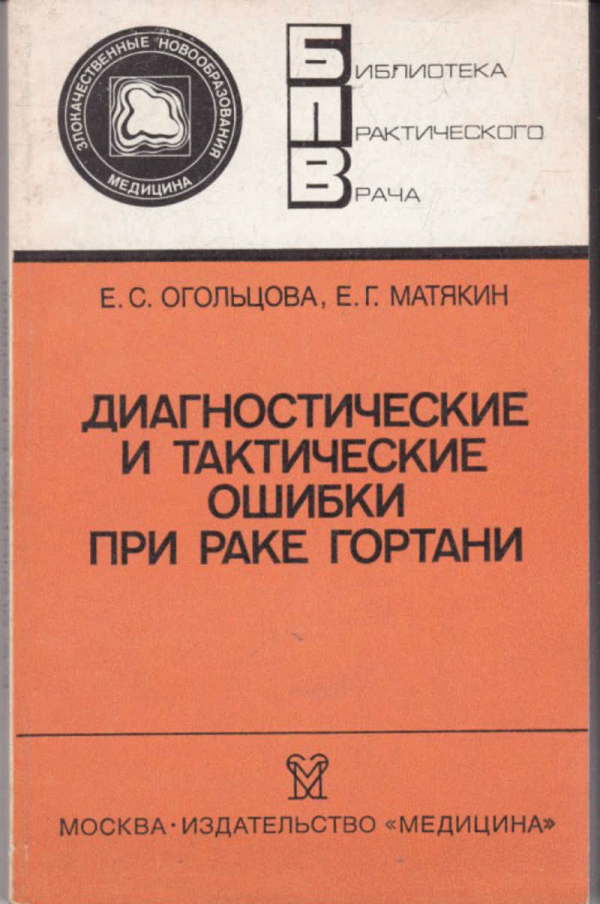 ЗЛОКАЧЕСТВЕННЫЕ НОВООБРАЗОВАНИЯ
МЕДИЦИНА
БИБЛИОТЕКА
ПРАКТИЧЕСКОГО
ВРАЧА
Е. С. ОГОЛЬЦОВА, Е. Г. МАТЯКИН
ДИАГНОСТИЧЕСКИЕ
И ТАКТИЧЕСКИЕ
ОШИБКИ
ПРИ РАКЕ ГОРТАНИ
МОСКВА · ИЗДАТЕЛЬСТВО «МЕДИЦИНА»